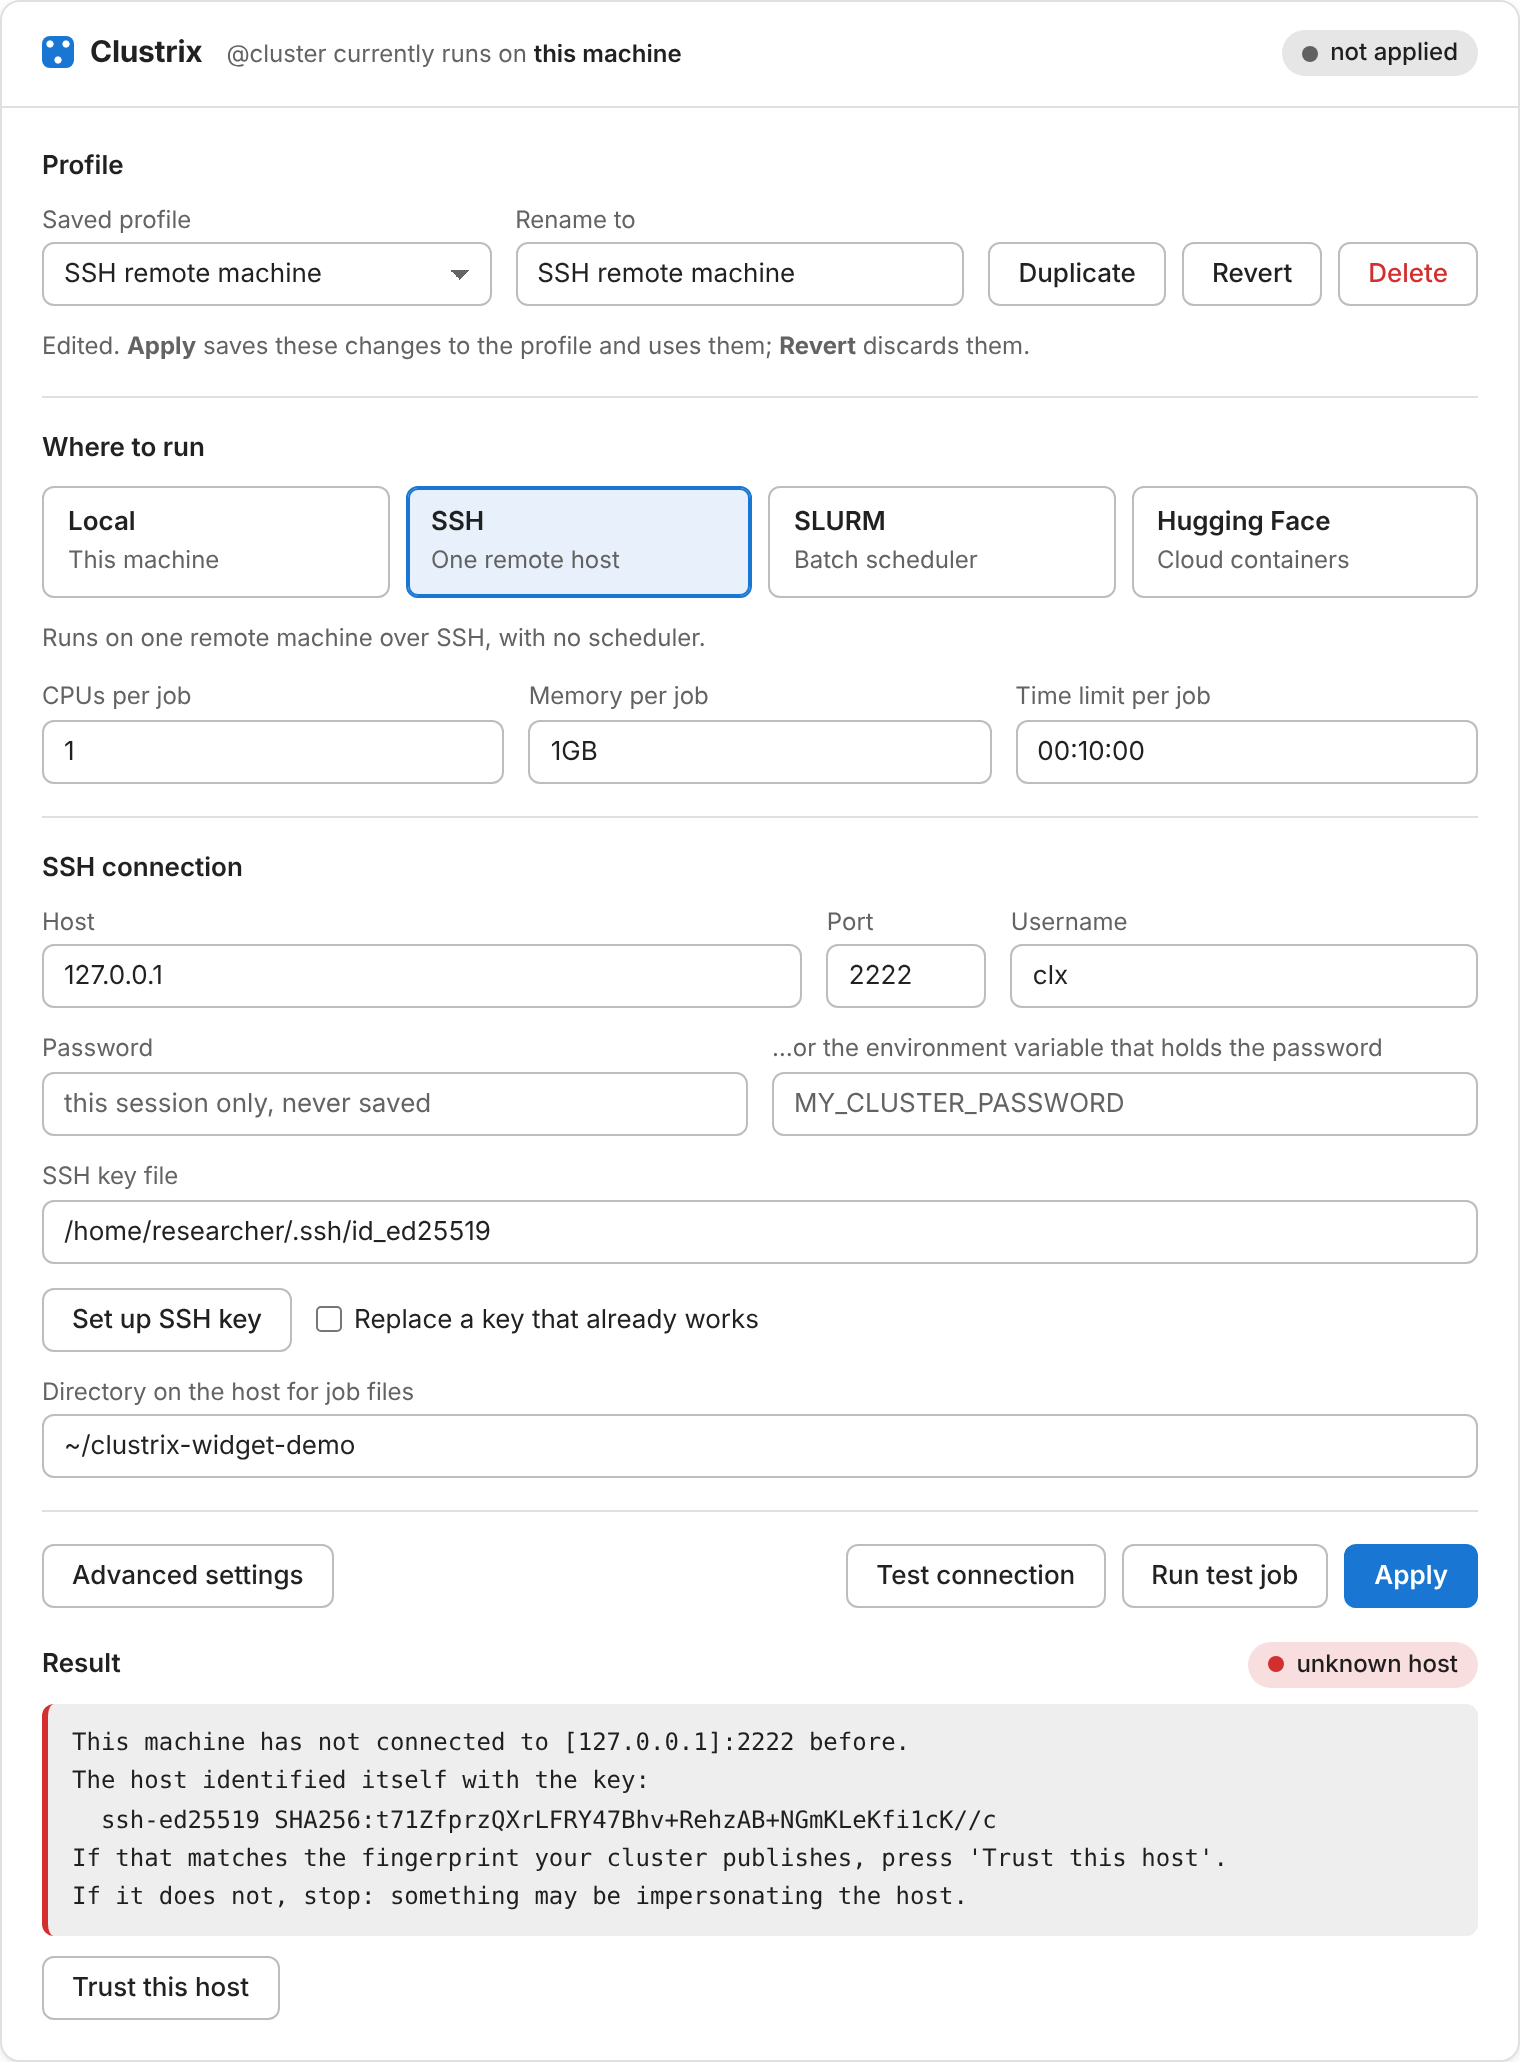 Clustrix @cluster currently runs on this machine
not applied
Profile
Saved profile
Rename to
SSH remote machine
SSH remote machine
Duplicate
Revert
Delete
Edited. Apply saves these changes to the profile and uses them; Revert discards them.
Where to run
Local
This machine
SSH
One remote host
SLURM
Batch scheduler
Hugging Face
Cloud containers
Runs on one remote machine over SSH, with no scheduler.
CPUs per job
Memory per job
Time limit per job
1
1GB
00:10:00
SSH connection
Host
Port
Username
127.0.0.1
2222
clx
Password
...or the environment variable that holds the password
this session only, never saved
MY_CLUSTER_PASSWORD
SSH key file
/home/researcher/.ssh/id_ed25519
Set up SSH key
Replace a key that already works
Directory on the host for job files
~/clustrix-widget-demo
Advanced settings
Test connection
Run test job
Apply
Result
unknown host
This machine has not connected to [127.0.0.1]:2222 before.
The host identified itself with the key:
ssh-ed25519 SHA256:t71ZfprzQXrLFRY47Bhv+RehzAB+NGmKLeKfi1cK//c
If that matches the fingerprint your cluster publishes, press 'Trust this host'.
If it does not, stop: something may be impersonating the host.
Trust this host